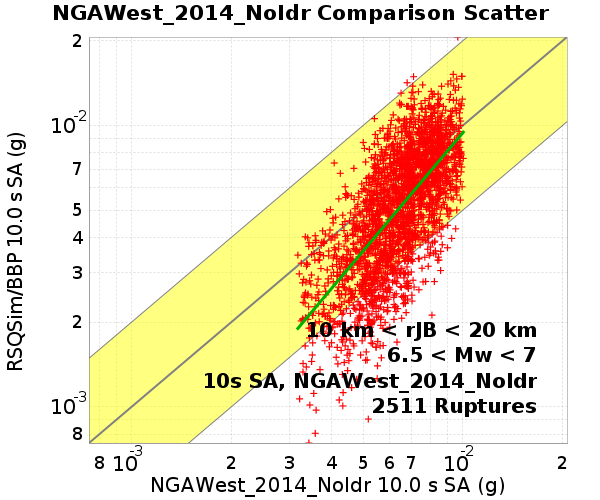 NGAWest_2014_NoIdr Comparison Scatter
RSQSim/BBP 10.0 s SA (g)
2
10-2
7
5
4
3
2
10-3
8
10 km < rJB < 20 km
6.5 < Mw < 7
10s SA, NGAWest_2014_NoIdr
2511 Ruptures
8 10-3 2 3 4 5 6 7 10-2 2
NGAWest_2014_NoIdr 10.0 s SA (g)